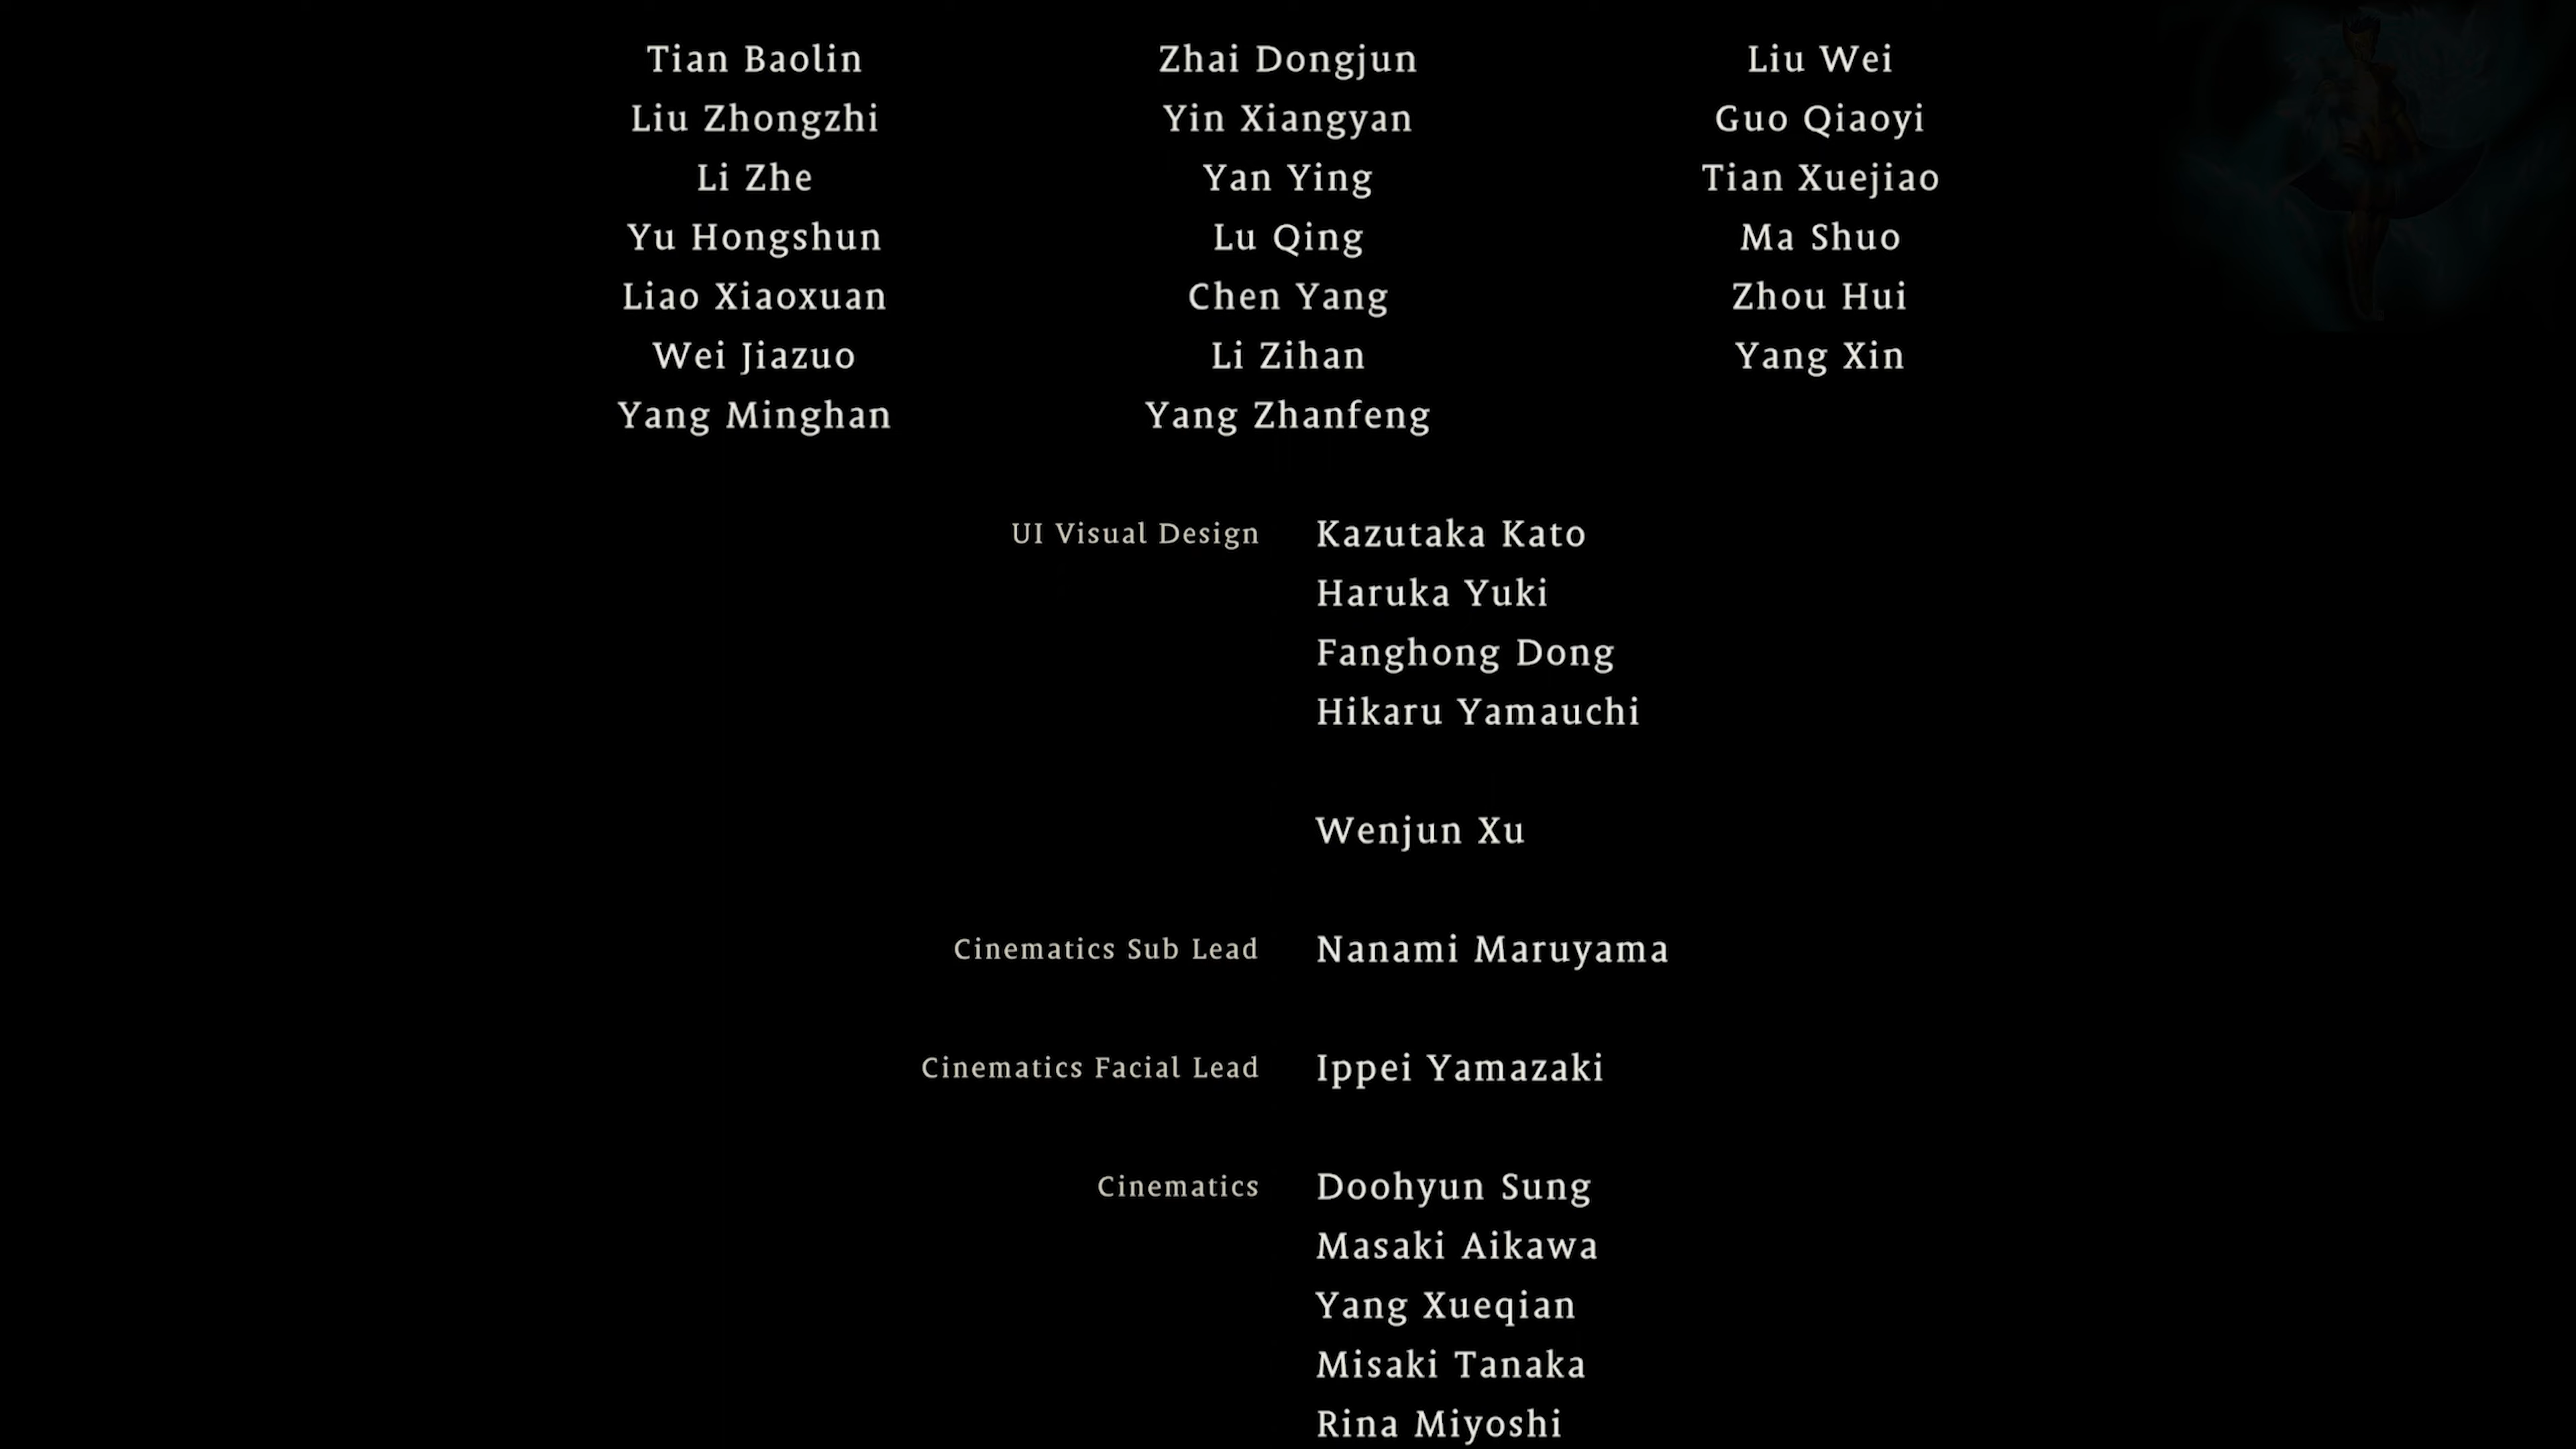 Tian Baolin Zhai Dongjun Liu Wei
Liu Zhongzhi Yin Xiangyan Guo Qiaoyi
Li Zhe Yan Ying Tian Xuejiao
Yu Hongshun Lu Qing Ma Shuo
Liao Xiaoxuan Chen Yang Zhou Hui
Wei Jiazuo Li Zihan Yang Xin
Yang Minghan Yang Zhanfeng
UI Visual Design Kazutaka Kato
Haruka Yuki
Fanghong Dong
Hikaru Yamauchi
Wenjun Xu
Cinematics Sub Lead Nanami Maruyama
Cinematics Facial Lead Ippei Yamazaki
Cinematics Doohyun Sung
Masaki Aikawa
Yang Xueqian
Misaki Tanaka
Rina Miyoshi